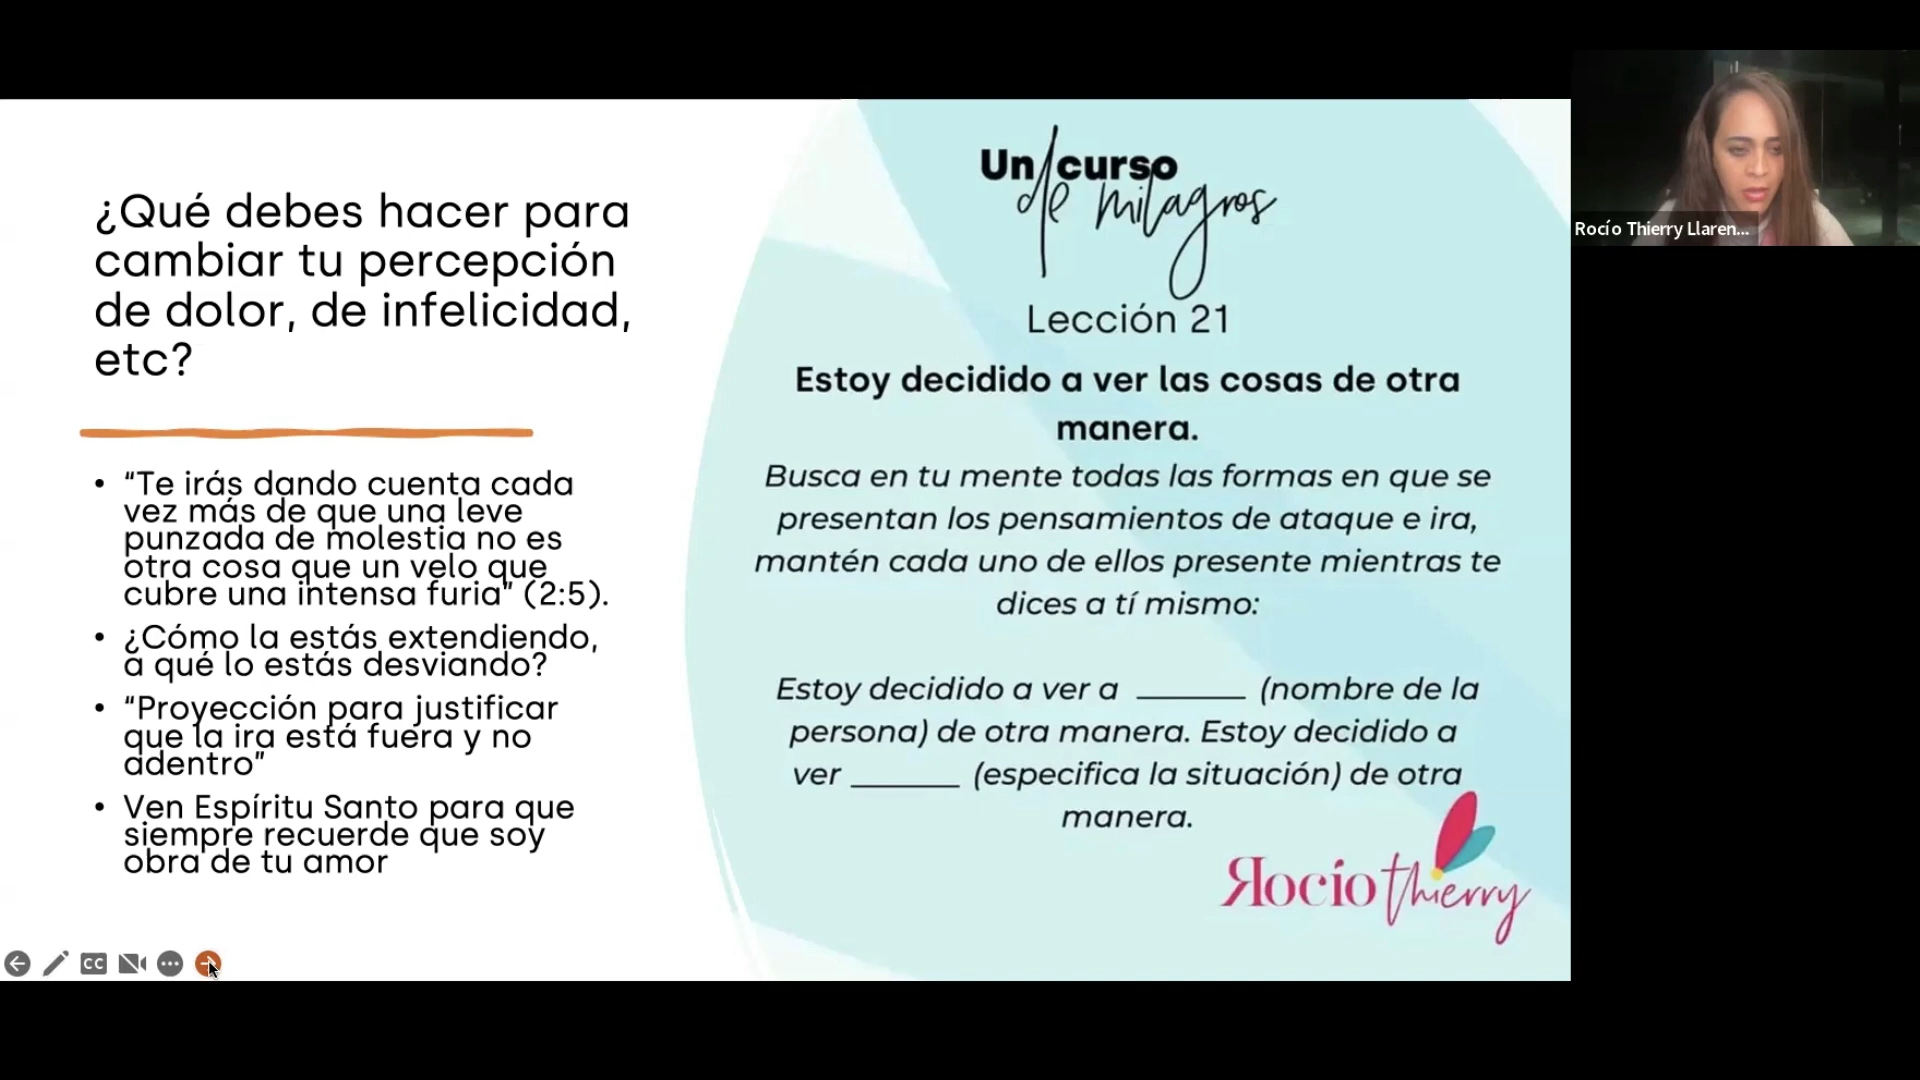 ¿Qué debes hacer para
cambiar tu percepción
de dolor, de infelicidad,
etc?
• “Te irás dando cuenta cada
vez más de que una leve
punzada de molestia no es
otra cosa que un velo que
cubre una intensa furia” (2:5).
• ¿Cómo la estás extendiendo,
a qué lo estás desviando?
• “Proyección para justificar
que la ira está fuera y no
adentro”
• Ven Espíritu Santo para que
siempre recuerde que soy
obra de tu amor
Un curso
de milagros
Lección 21
Estoy decidido a ver las cosas de otra
manera.
Busca en tu mente todas las formas en que se
presentan los pensamientos de ataque e ira,
mantén cada uno de ellos presente mientras te
dices a tí mismo:
Estoy decidido a ver a ______ (nombre de la
persona) de otra manera. Estoy decidido a
ver ______ (especifica la situación) de otra
manera.
Rocío Thierry
CC
Rocío Thierry Llaren...